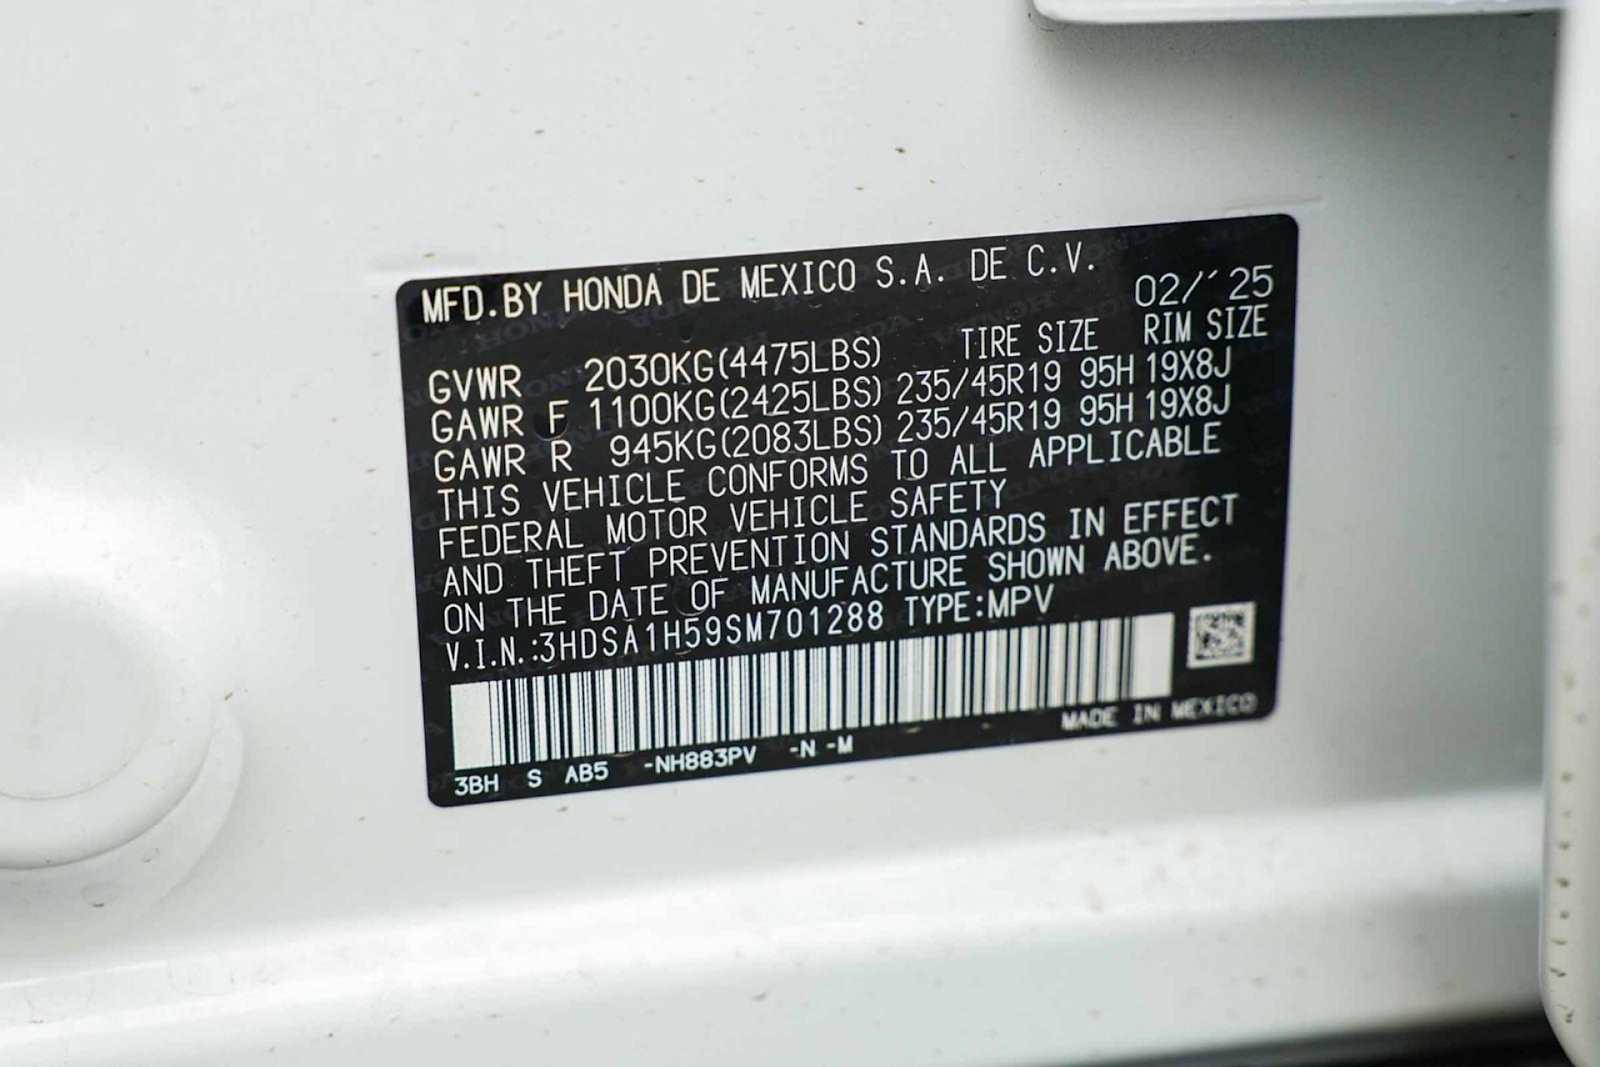 MFD.BY HONDA DE MEXICO S.A. DE C.V.
02/´25
TIRE SIZE RIM SIZE
GVWR 2030KG(4475LBS)
GAWR F 1100KG(2425LBS) 235/45R19 95H 19X8J
GAWR R 945KG(2083LBS) 235/45R19 95H 19X8J
THIS VEHICLE CONFORMS TO ALL APPLICABLE
FEDERAL MOTOR VEHICLE SAFETY
AND THEFT PREVENTION STANDARDS IN EFFECT
ON THE DATE OF MANUFACTURE SHOWN ABOVE.
V.I.N.:3HDSA1H59SM701288 TYPE:MPV
MADE IN MEXICO
3BH S AB5 -NH883PV -N -M